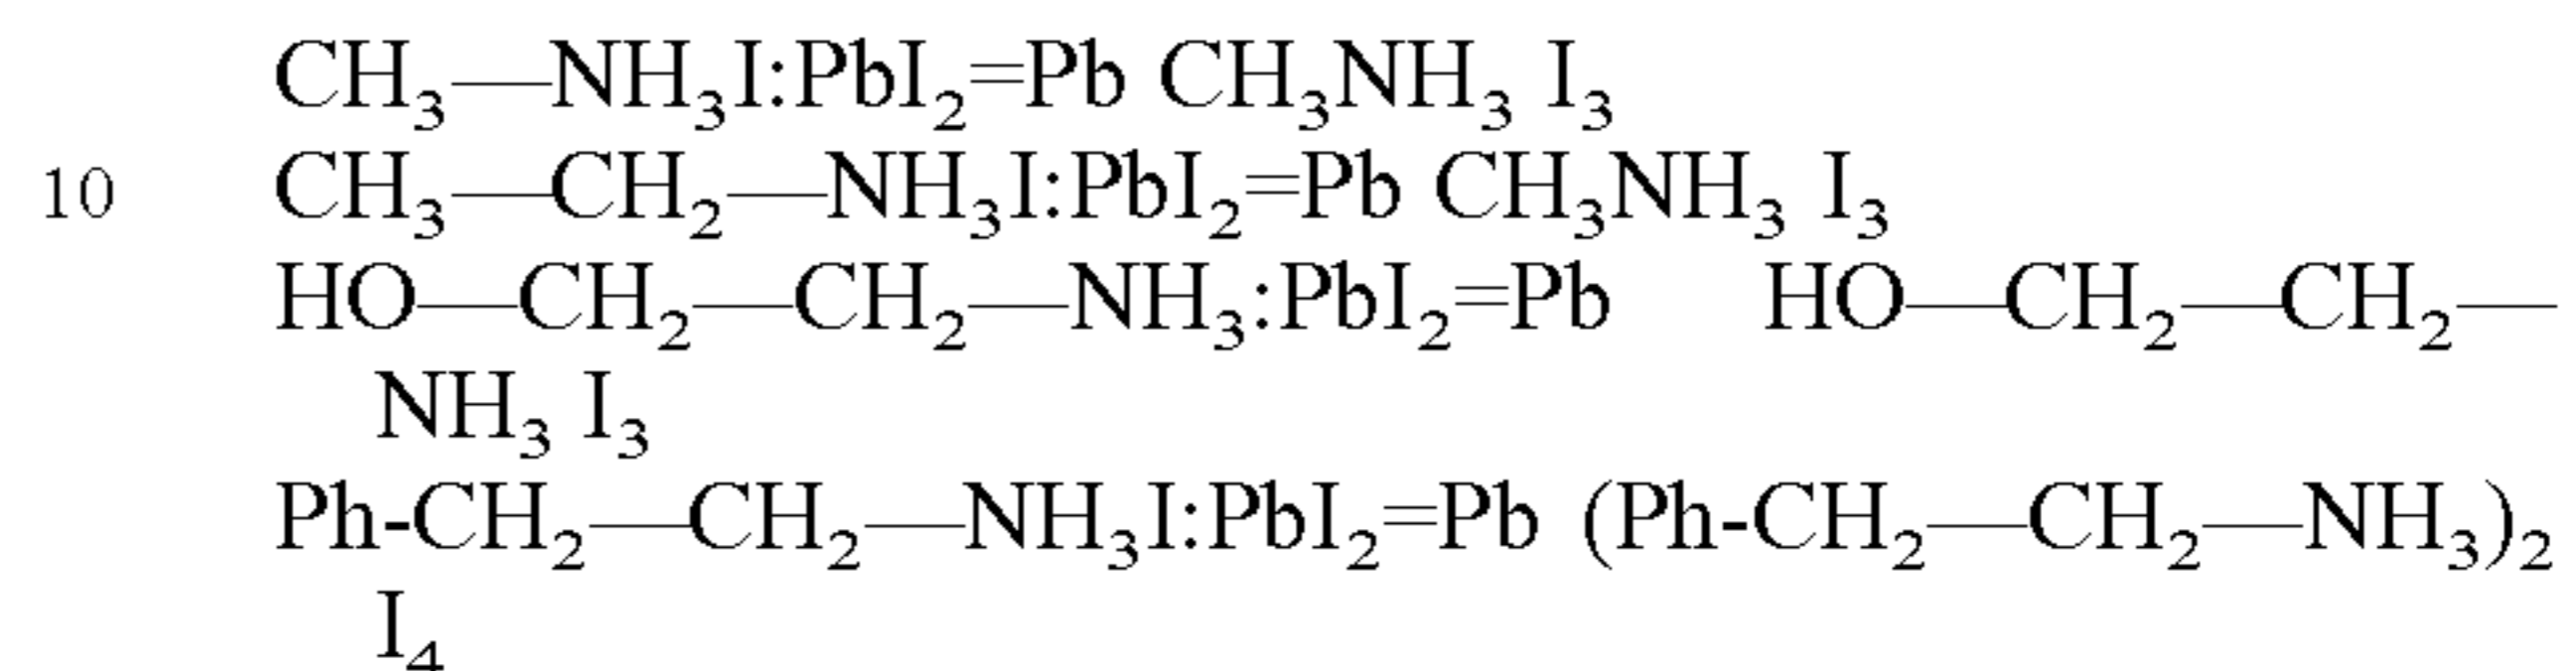 CH₃—NH₃I:PbI₂=Pb CH₃NH₃ I₃
10 CH₃—CH₂—NH₃I:PbI₂=Pb CH₃NH₃ I₃
HO—CH₂—CH₂—NH₃:PbI₂=Pb HO—CH₂—CH₂—
NH₃ I₃
Ph-CH₂—CH₂—NH₃I:PbI₂=Pb (Ph-CH₂—CH₂—NH₃)₂
I₄